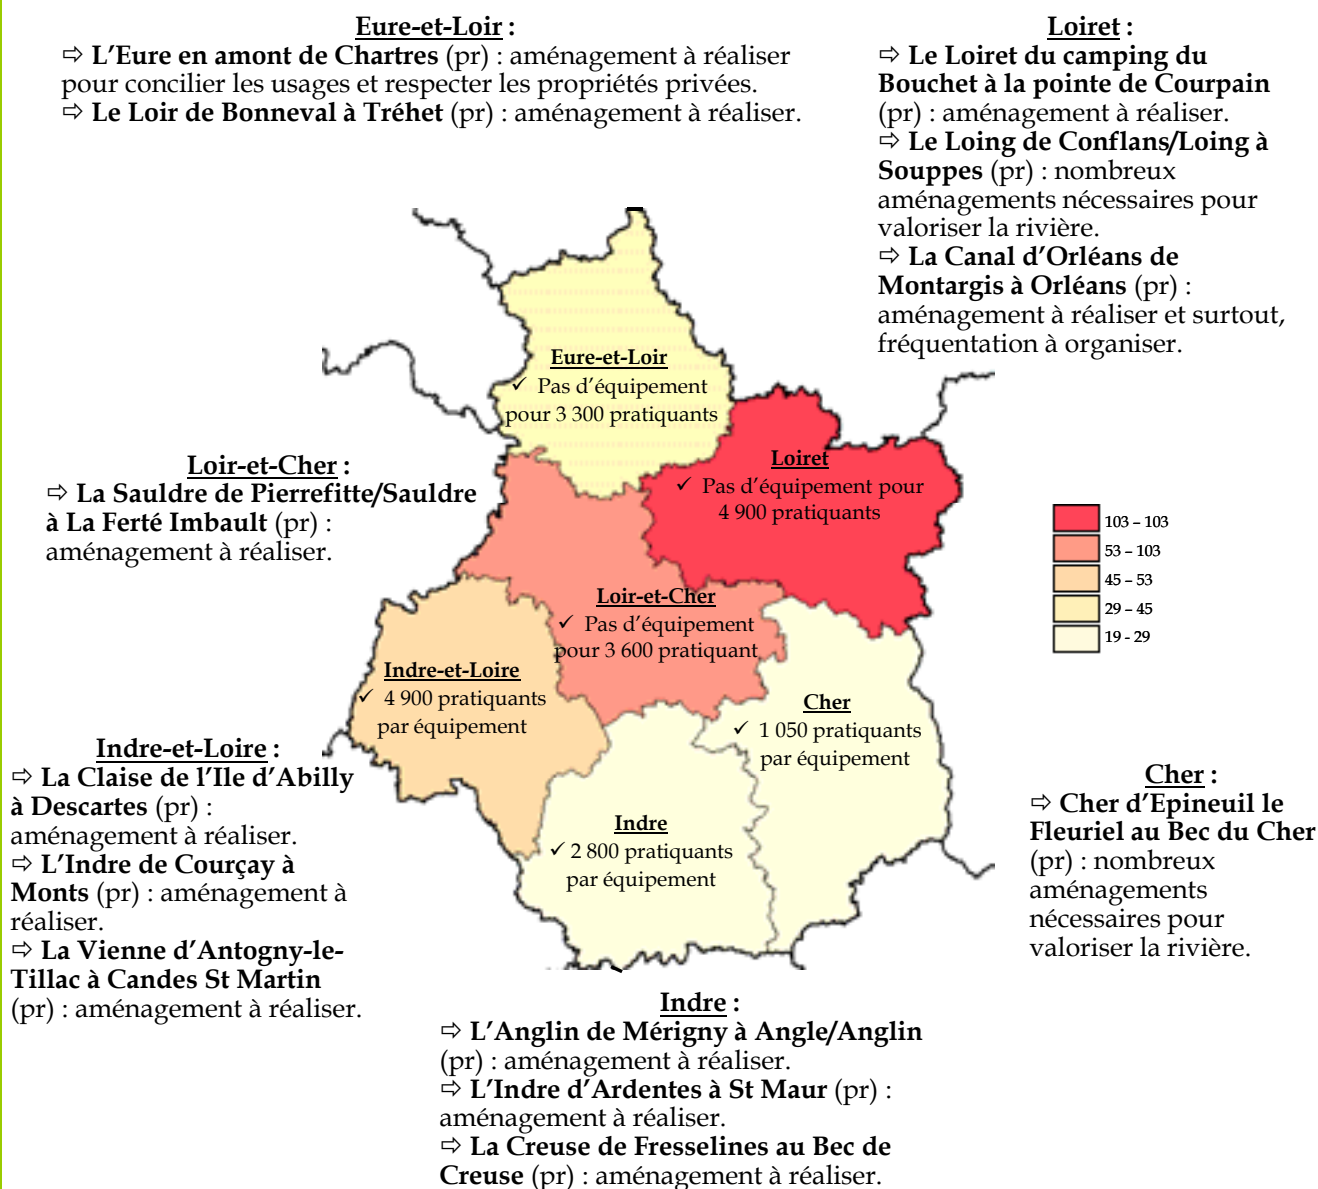 Eure-et-Loir :
⇨ L’Eure en amont de Chartres (pr) : aménagement à réaliser
pour concilier les usages et respecter les propriétés privées.
⇨ Le Loir de Bonneval à Tréhet (pr) : aménagement à réaliser.
Loiret :
⇨ Le Loiret du camping du
Bouchet à la pointe de Courpain
(pr) : aménagement à réaliser.
⇨ Le Loing de Conflans/Loing à
Souppes (pr) : nombreux
aménagements nécessaires pour
valoriser la rivière.
⇨ La Canal d’Orléans de
Montargis à Orléans (pr) :
aménagement à réaliser et surtout,
fréquentation à organiser.
Eure-et-Loir
✓ Pas d’équipement
pour 3 300 pratiquants
Loiret
✓ Pas d’équipement pour
4 900 pratiquants
Loir-et-Cher :
⇨ La Sauldre de Pierrefitte/Sauldre
à La Ferté Imbault (pr) :
aménagement à réaliser.
103 – 103
53 – 103
45 – 53
29 – 45
19 - 29
Loir-et-Cher
✓ Pas d’équipement
pour 3 600 pratiquant
Indre-et-Loire
✓ 4 900 pratiquants
par équipement
Cher
✓ 1 050 pratiquants
par équipement
Indre
✓ 2 800 pratiquants
par équipement
Indre-et-Loire :
⇨ La Claise de l’Ile d’Abilly
à Descartes (pr) :
aménagement à réaliser.
⇨ L’Indre de Courçay à
Monts (pr) : aménagement à
réaliser.
⇨ La Vienne d’Antogny-le-
Tillac à Candes St Martin
(pr) : aménagement à réaliser.
Cher :
⇨ Cher d’Epineuil le
Fleuriel au Bec du Cher
(pr) : nombreux
aménagements
nécessaires pour
valoriser la rivière.
Indre :
⇨ L’Anglin de Mérigny à Angle/Anglin
(pr) : aménagement à réaliser.
⇨ L’Indre d’Ardentes à St Maur (pr) :
aménagement à réaliser.
⇨ La Creuse de Fresselines au Bec de
Creuse (pr) : aménagement à réaliser.